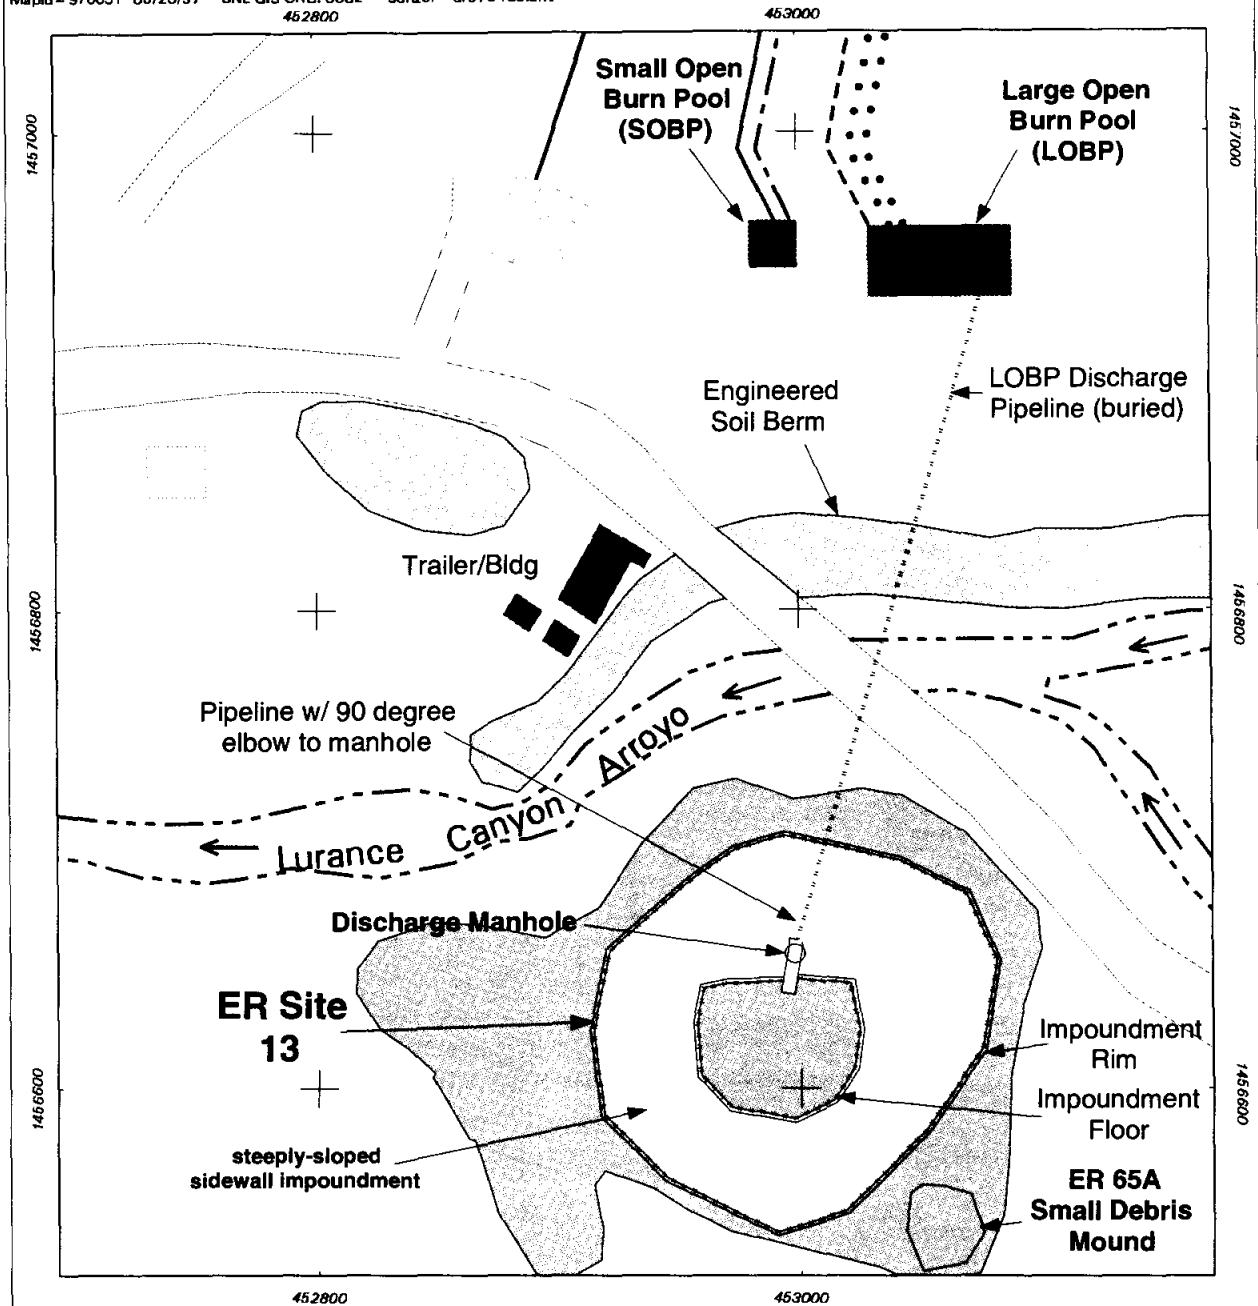 452800
453000
Small Open
Burn Pool
(SOBP)
Large Open
Burn Pool
(LOBP)
1457000
1457000
LOBP Discharge
Pipeline (buried)
Engineered
Soil Berm
Trailer/Bldg
1456800
1456800
Pipeline w/ 90 degree
elbow to manhole
Lurance Canyon Arroyo
Discharge Manhole
ER Site
13
Impoundment
Rim
Impoundment
Floor
1456600
1456600
steeply-sloped
sidewall impoundment
ER 65A
Small Debris
Mound
452800
453000